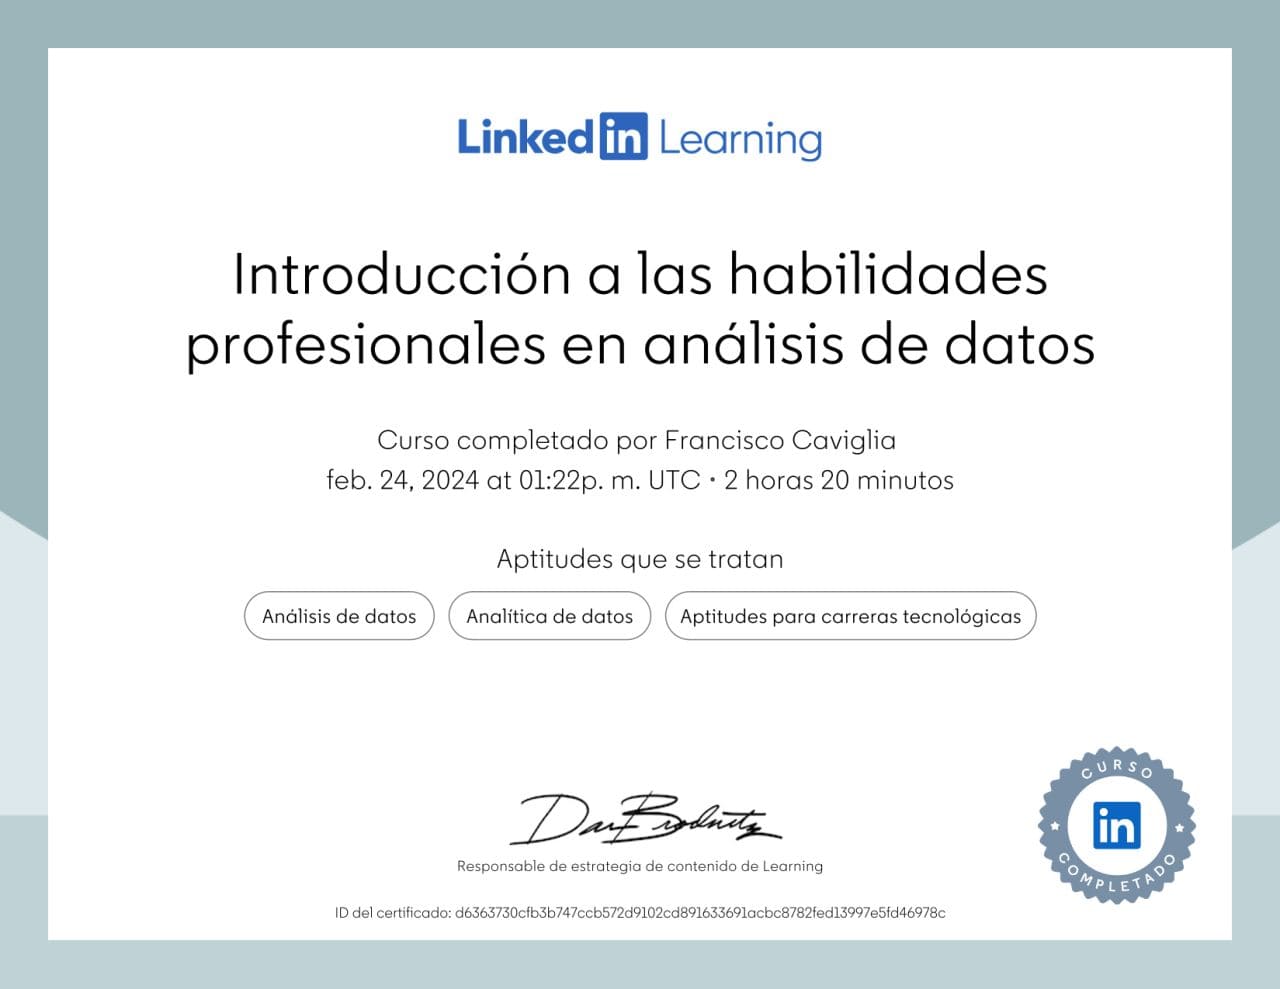 Linkedin Learning
Introducción a las habilidades
profesionales en análisis de datos
Curso completado por Francisco Caviglia
feb. 24, 2024 at 01:22p. m. UTC • 2 horas 20 minutos
Aptitudes que se tratan
Análisis de datos
Analítica de datos
Aptitudes para carreras tecnológicas
Dan Brodnitz
Responsable de estrategia de contenido de Learning
ID del certificado: d6363730cfb3b747ccb572d9102cd891633691acbc8782fed13997e5fd46978c
CURSO
in
COMPLETADO